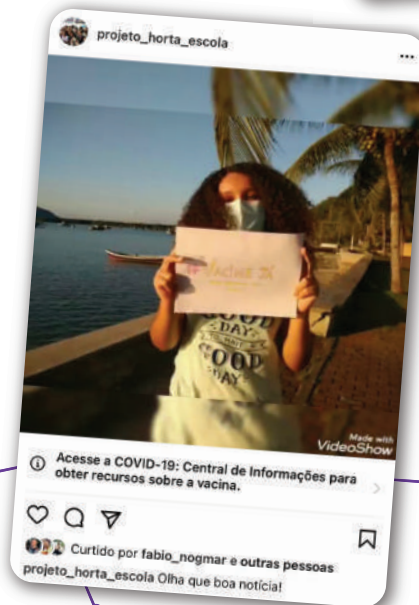 projeto_horta_escola
GOOD
DAY
OOD
DAY
Made with
VideoShow
Acesse a COVID-19: Central de Informações para
obter recursos sobre a vacina.
Curtido por fabio_nogmar e outras pessoas
projeto_horta_escola Olha que boa notícia!